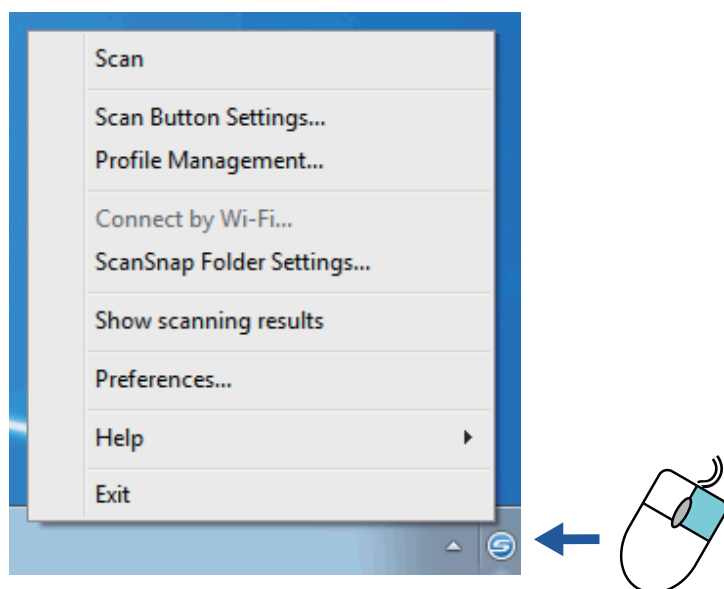 Scan
Scan Button Settings...
Profile Management...
Connect by Wi-Fi...
ScanSnap Folder Settings...
Show scanning results
Preferences...
Help
Exit